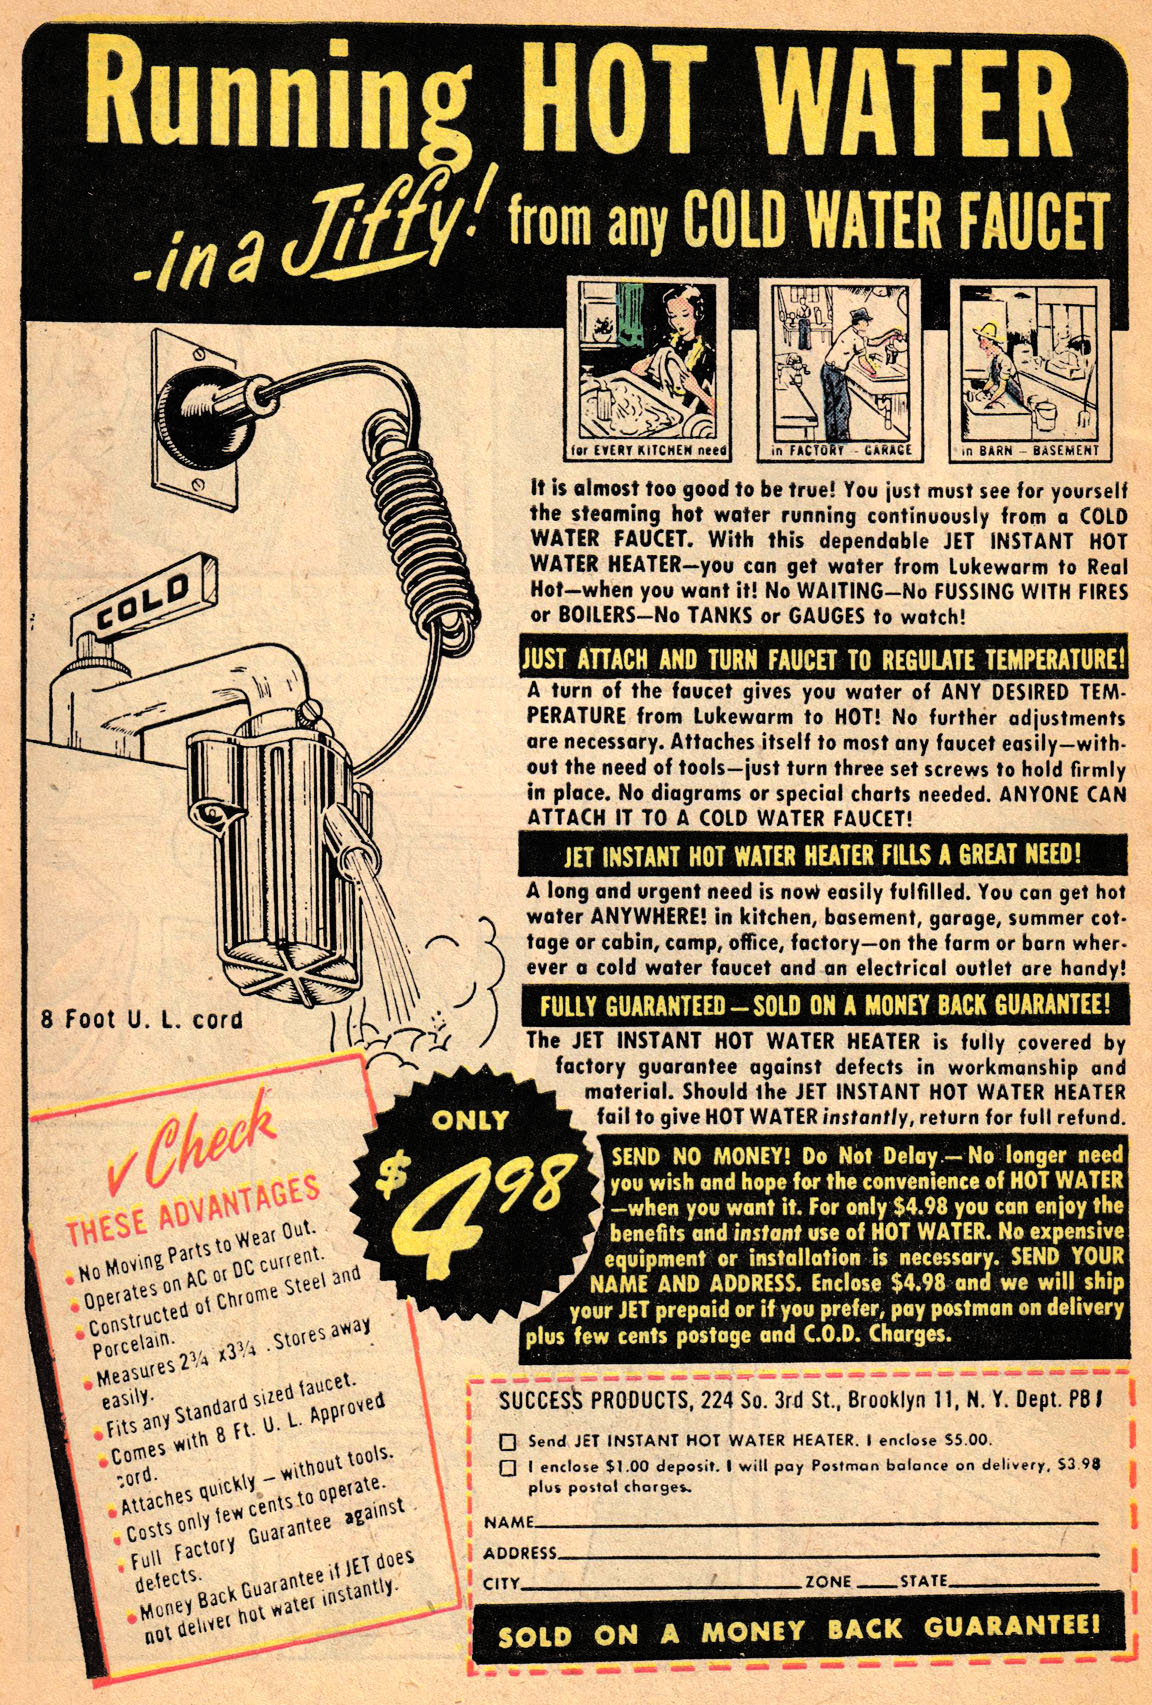 Running HOT WATER
-in a Jiffy! from any COLD WATER FAUCET
for EVERY KITCHEN need
in FACTORY - GARAGE
in BARN - BASEMENT
COLD
8 Foot U. L. cord
It is almost too good to be true! You just must see for yourself
the steaming hot water running continuously from a COLD
WATER FAUCET. With this dependable JET INSTANT HOT
WATER HEATER—you can get water from Lukewarm to Real
Hot—when you want it! No WAITING—No FUSSING WITH FIRES
or BOILERS—No TANKS or GAUGES to watch!
JUST ATTACH AND TURN FAUCET TO REGULATE TEMPERATURE!
A turn of the faucet gives you water of ANY DESIRED TEM-
PERATURE from Lukewarm to HOT! No further adjustments
are necessary. Attaches itself to most any faucet easily—with-
out the need of tools—just turn three set screws to hold firmly
in place. No diagrams or special charts needed. ANYONE CAN
ATTACH IT TO A COLD WATER FAUCET!
JET INSTANT HOT WATER HEATER FILLS A GREAT NEED!
A long and urgent need is now easily fulfilled. You can get hot
water ANYWHERE! in kitchen, basement, garage, summer cot-
tage or cabin, camp, office, factory—on the farm or barn wher-
ever a cold water faucet and an electrical outlet are handy!
FULLY GUARANTEED — SOLD ON A MONEY BACK GUARANTEE!
The JET INSTANT HOT WATER HEATER is fully covered by
factory guarantee against defects in workmanship and
material. Should the JET INSTANT HOT WATER HEATER
fail to give HOT WATER instantly, return for full refund.
ONLY
$4.98
SEND NO MONEY! Do Not Delay.— No longer need
you wish and hope for the convenience of HOT WATER
—when you want it. For only $4.98 you can enjoy the
benefits and instant use of HOT WATER. No expensive
equipment or installation is necessary. SEND YOUR
NAME AND ADDRESS. Enclose $4.98 and we will ship
your JET prepaid or if you prefer, pay postman on delivery
plus few cents postage and C.O.D. Charges.
✓ Check
THESE ADVANTAGES
• No Moving Parts to Wear Out.
• Operates on AC or DC current.
• Constructed of Chrome Steel and
Porcelain.
• Measures 2¾ x3¾ . Stores away
easily.
• Fits any Standard sized faucet.
• Comes with 8 Ft. U. L. Approved
cord.
• Attaches quickly — without tools.
• Costs only few cents to operate.
• Full Factory Guarantee against
defects.
• Money Back Guarantee if JET does
not deliver hot water instantly.
SUCCESS PRODUCTS, 224 So. 3rd St., Brooklyn 11, N. Y. Dept. PB1
☐ Send JET INSTANT HOT WATER HEATER. I enclose $5.00.
☐ I enclose $1.00 deposit. I will pay Postman balance on delivery, $3.98
plus postal charges.
NAME
ADDRESS
CITY ZONE STATE
SOLD ON A MONEY BACK GUARANTEE!